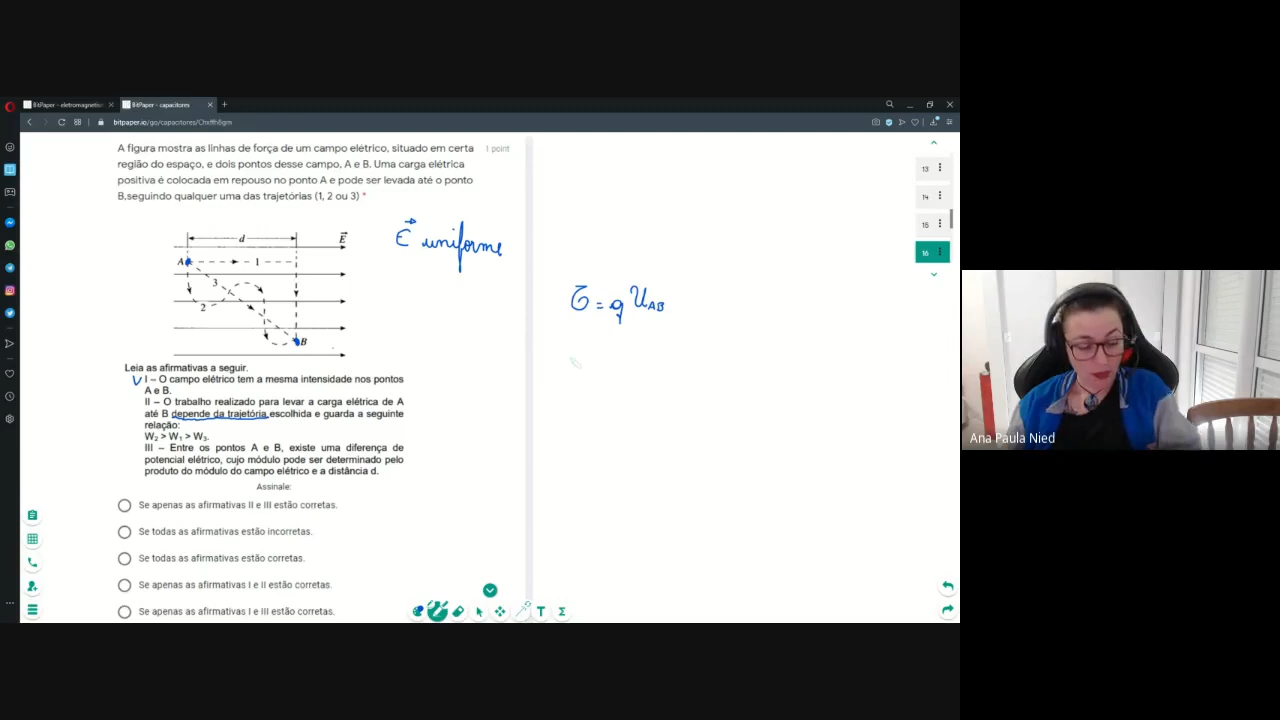 BitPaper - eletromagnetism
BitPaper - capacitores
bitpaper.io/go/capacitores/Chxffh8gm
A figura mostra as linhas de força de um campo elétrico, situado em certa
1 point
região do espaço, e dois pontos desse campo, A e B. Uma carga elétrica
positiva é colocada em repouso no ponto A e pode ser levada até o ponto
B,seguindo qualquer uma das trajetórias (1, 2 ou 3) *
E uniforme
d
E
A
1
3
2
B
τ = q U_AB
Leia as afirmativas a seguir.
V I – O campo elétrico tem a mesma intensidade nos pontos
A e B.
II – O trabalho realizado para levar a carga elétrica de A
até B depende da trajetória escolhida e guarda a seguinte
relação:
W₂ > W₁ > W₃.
III – Entre os pontos A e B, existe uma diferença de
potencial elétrico, cujo módulo pode ser determinado pelo
produto do módulo do campo elétrico e a distância d.
Assinale:
Se apenas as afirmativas II e III estão corretas.
Se todas as afirmativas estão incorretas.
Se todas as afirmativas estão corretas.
Se apenas as afirmativas I e II estão corretas.
Se apenas as afirmativas I e III estão corretas.
13
14
15
16
T
Σ
Ana Paula Nied